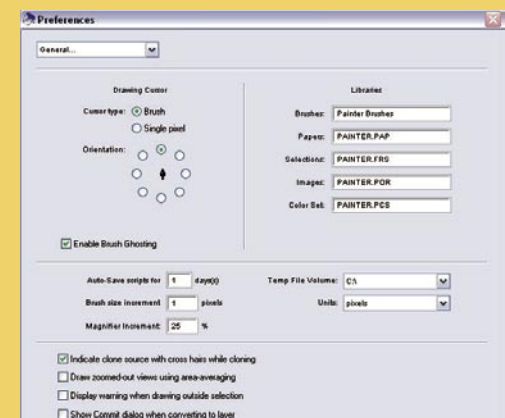 Preferences
General...
Drawing Cursor
Cursor type: Brush
Single pixel
Orientation:
Enable Brush Ghosting
Libraries
Brushes: Painter Brushes
Papers: PAINTER.PAP
Selections: PAINTER.FRS
Images: PAINTER.POR
Color Set: PAINTER.PCS
Auto-Save scripts for 1 days(s)
Brush size increment 1 pixels
Magnifier Increment: 25 %
Temp File Volume: C:\
Units: pixels
Indicate clone source with cross hairs while cloning
Draw zoomed-out views using area-averaging
Display warning when drawing outside selection
Show Commit dialog when converting to layer